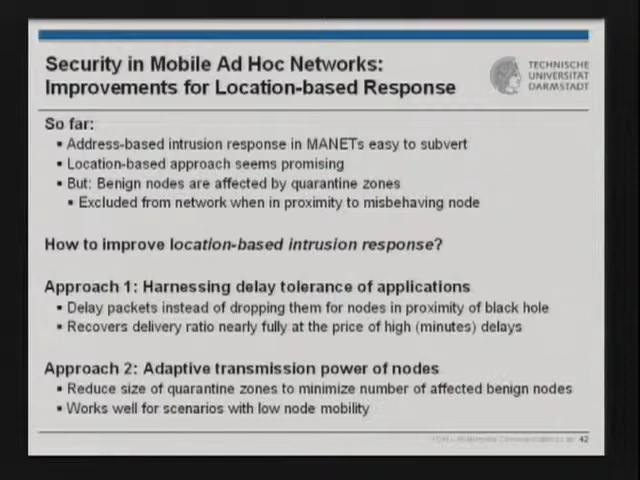 Security in Mobile Ad Hoc Networks:
Improvements for Location-based Response
TECHNISCHE
UNIVERSITÄT
DARMSTADT
So far:
▪ Address-based intrusion response in MANETs easy to subvert
▪ Location-based approach seems promising
▪ But: Benign nodes are affected by quarantine zones
▪ Excluded from network when in proximity to misbehaving node
How to improve location-based intrusion response?
Approach 1: Harnessing delay tolerance of applications
▪ Delay packets instead of dropping them for nodes in proximity of black hole
▪ Recovers delivery ratio nearly fully at the price of high (minutes) delays
Approach 2: Adaptive transmission power of nodes
▪ Reduce size of quarantine zones to minimize number of affected benign nodes
▪ Works well for scenarios with low node mobility
42